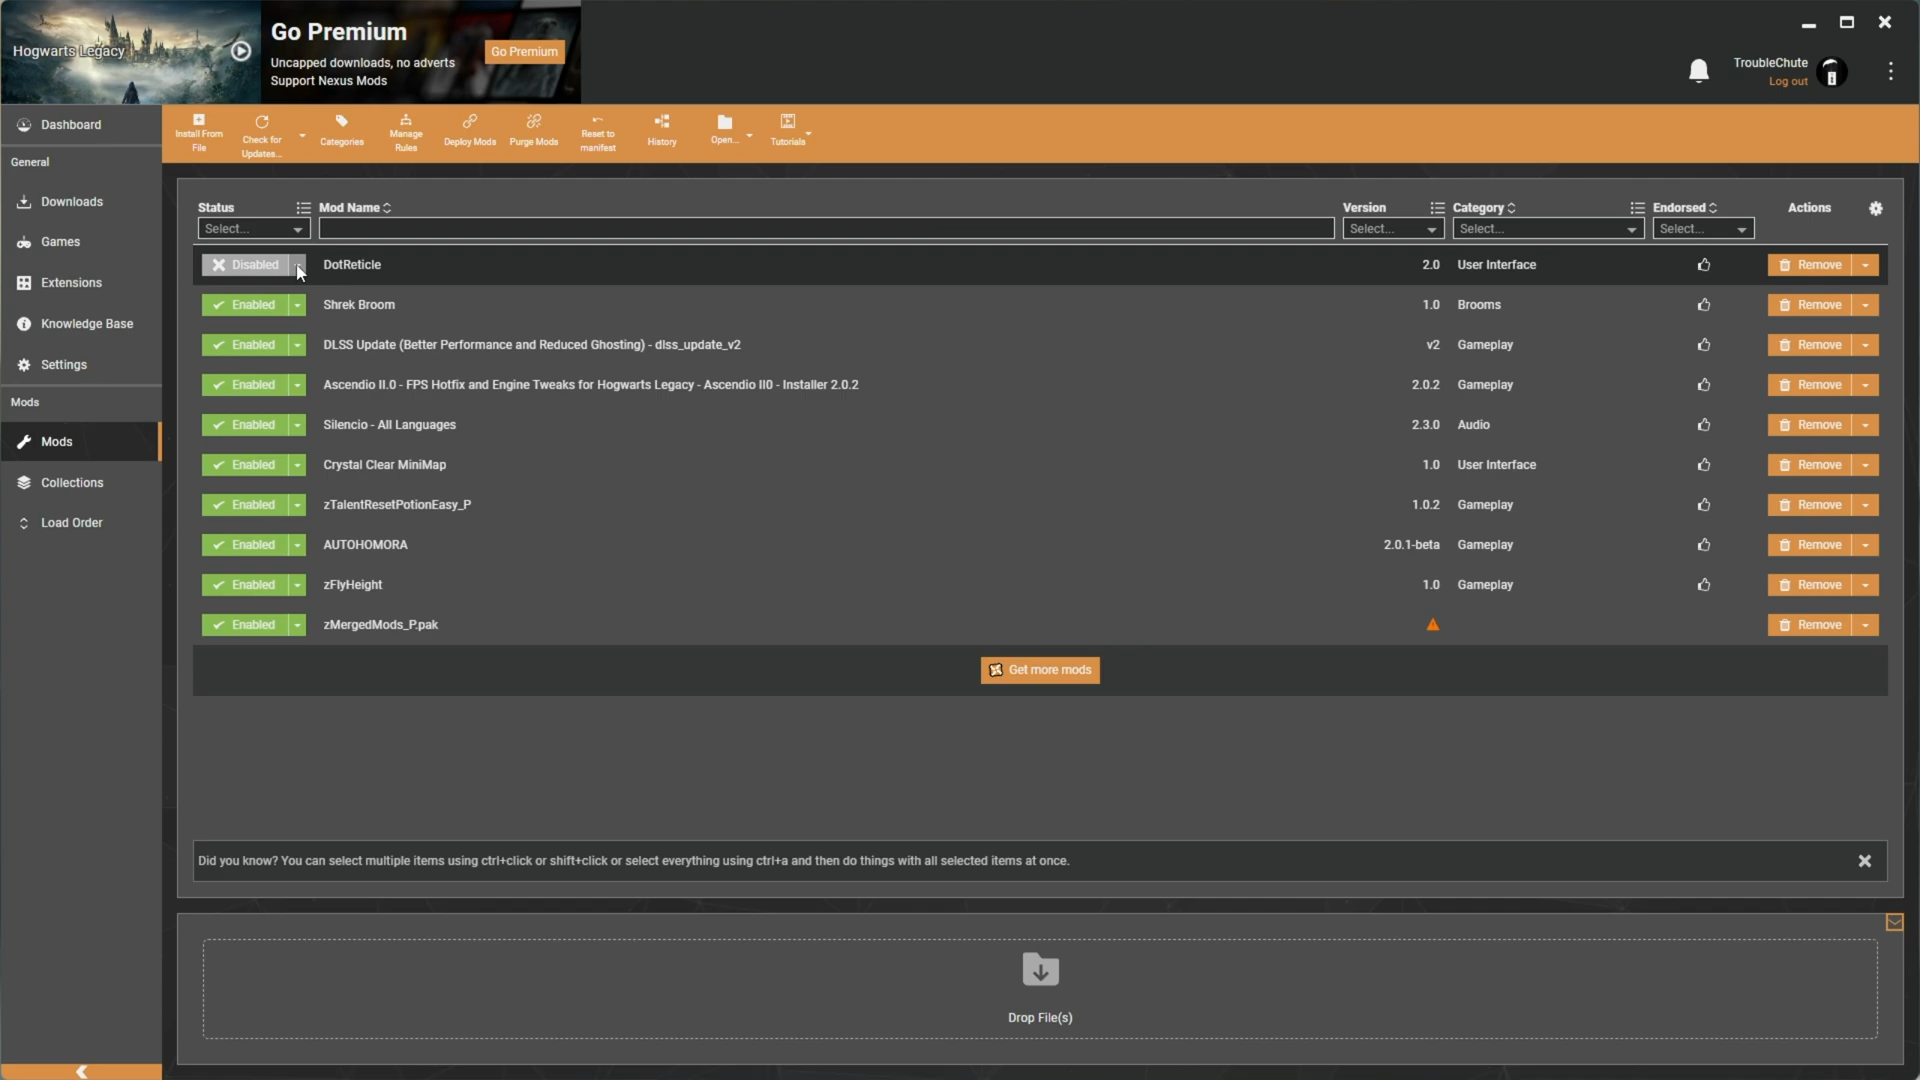 Hogwarts Legacy
Go Premium
Uncapped downloads, no adverts
Support Nexus Mods
Go Premium
TroubleChute
Log out
Install From File
Check for Updates...
Categories
Manage Rules
Deploy Mods
Purge Mods
Reset to manifest
History
Open...
Tutorials
Dashboard
General
Downloads
Games
Extensions
Knowledge Base
Settings
Mods
Mods
Collections
Load Order
Status Mod Name Version Category Endorsed Actions
Select... Select... Select... Select...
Disabled DotReticle 2.0 User Interface Remove
Enabled Shrek Broom 1.0 Brooms Remove
Enabled DLSS Update (Better Performance and Reduced Ghosting) - dlss_update_v2 v2 Gameplay Remove
Enabled Ascendio II.0 - FPS Hotfix and Engine Tweaks for Hogwarts Legacy - Ascendio II0 - Installer 2.0.2 2.0.2 Gameplay Remove
Enabled Silencio - All Languages 2.3.0 Audio Remove
Enabled Crystal Clear MiniMap 1.0 User Interface Remove
Enabled zTalentResetPotionEasy_P 1.0.2 Gameplay Remove
Enabled AUTOHOMORA 2.0.1-beta Gameplay Remove
Enabled zFlyHeight 1.0 Gameplay Remove
Enabled zMergedMods_P.pak Remove
Get more mods
Did you know? You can select multiple items using ctrl+click or shift+click or select everything using ctrl+a and then do things with all selected items at once.
Drop File(s)